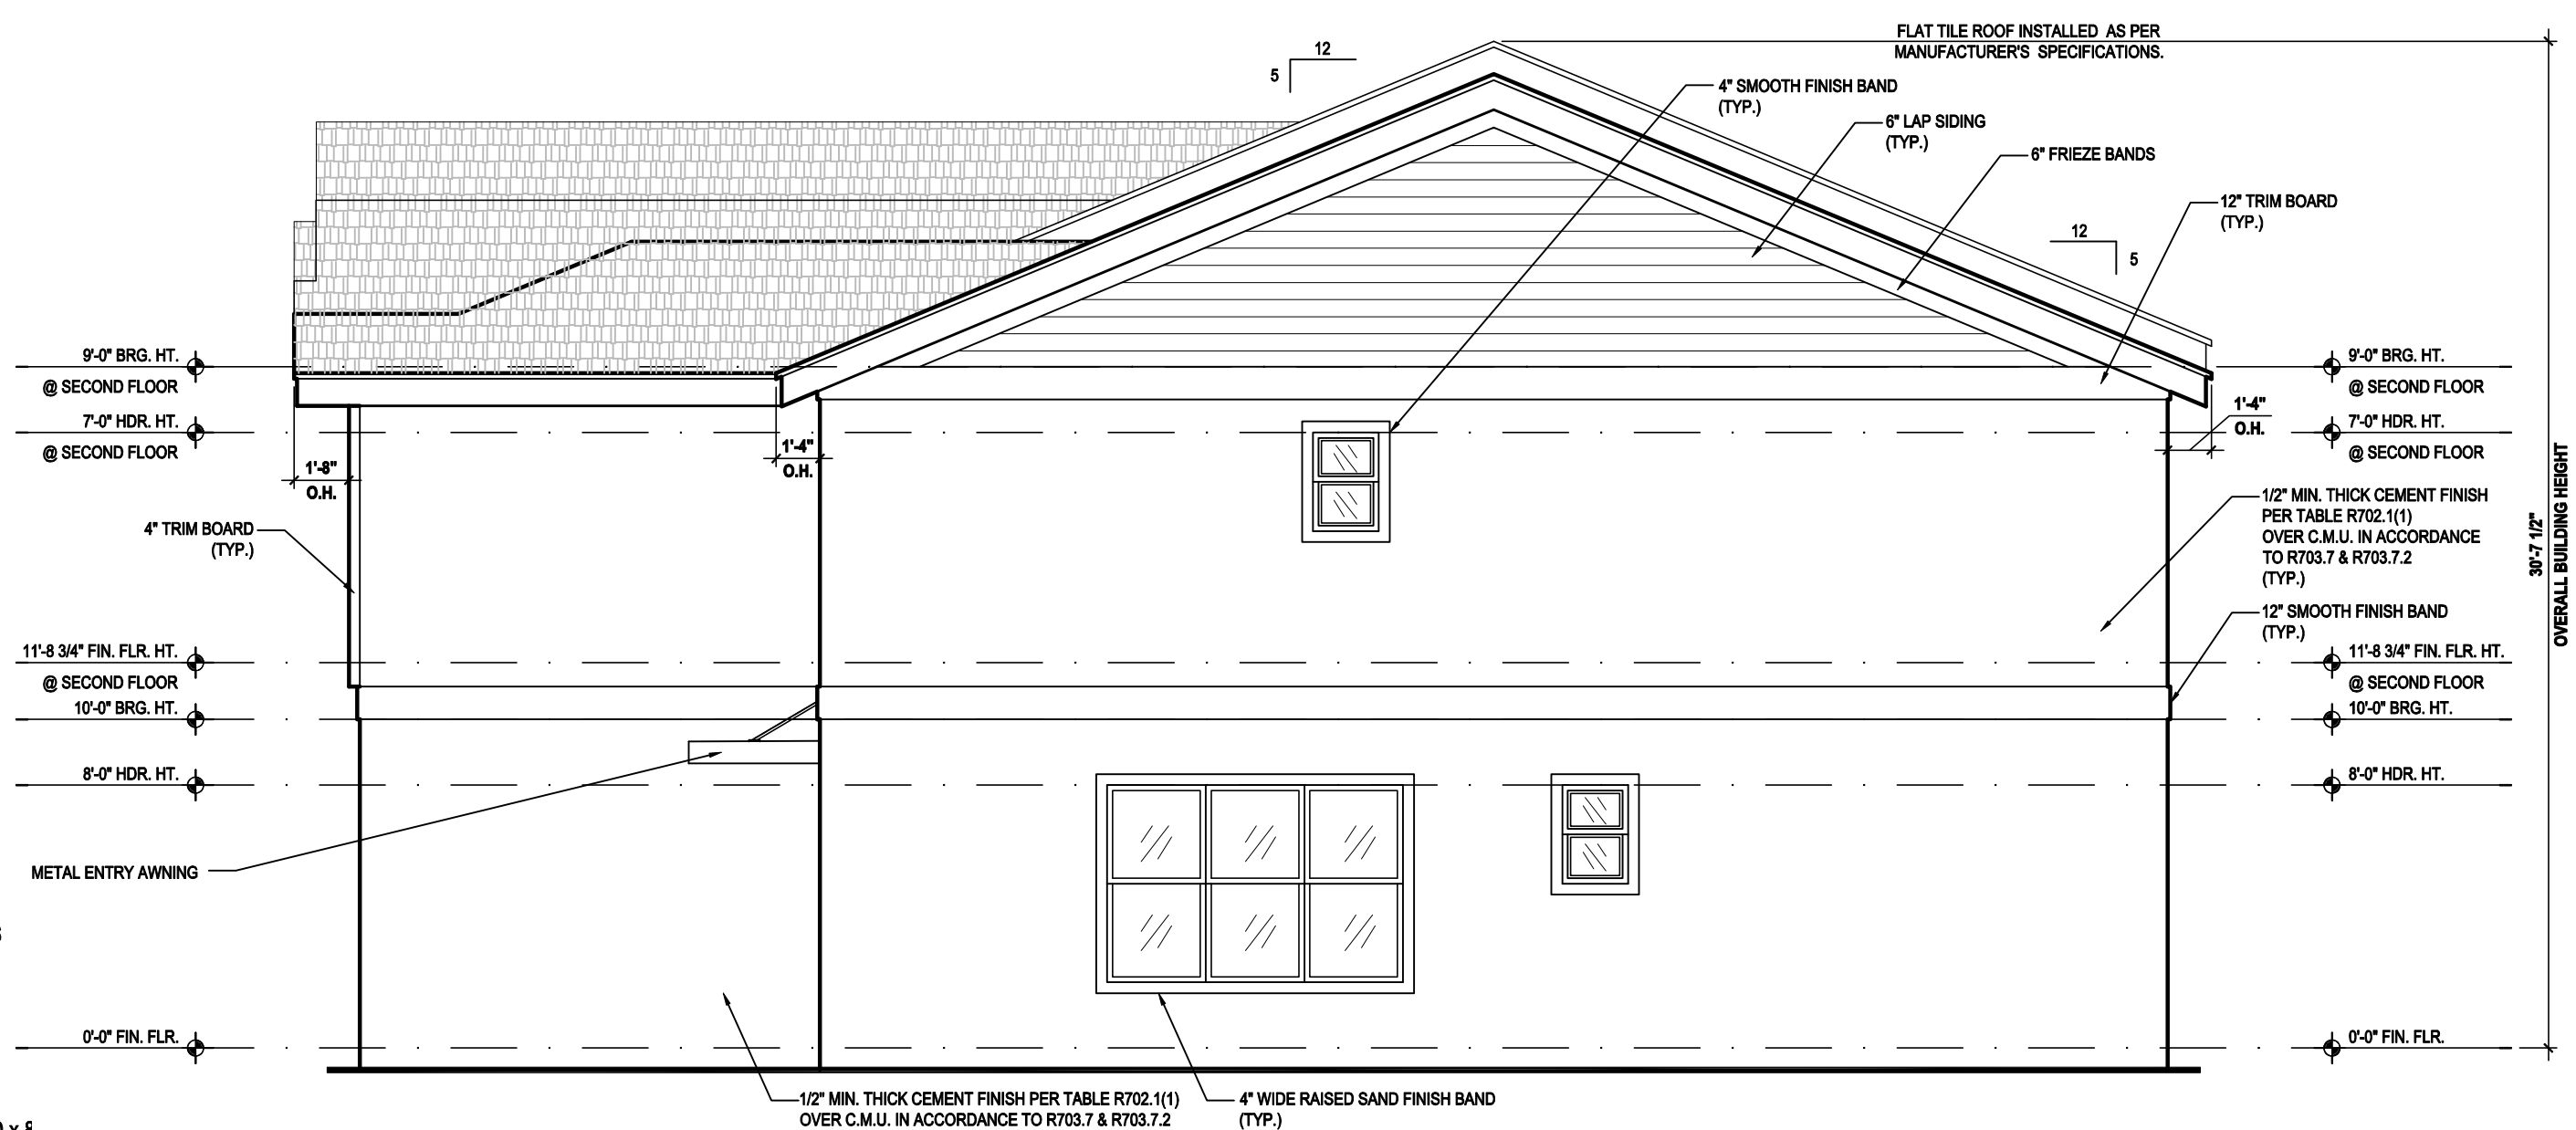 FLAT TILE ROOF INSTALLED AS PER
MANUFACTURER'S SPECIFICATIONS.
12
5
4" SMOOTH FINISH BAND
(TYP.)
6" LAP SIDING
(TYP.)
6" FRIEZE BANDS
12" TRIM BOARD
(TYP.)
12
5
9'-0" BRG. HT.
@ SECOND FLOOR
7'-0" HDR. HT.
@ SECOND FLOOR
1'-8"
O.H.
1'-4"
O.H.
4" TRIM BOARD
(TYP.)
11'-8 3/4" FIN. FLR. HT.
@ SECOND FLOOR
10'-0" BRG. HT.
8'-0" HDR. HT.
METAL ENTRY AWNING
0'-0" FIN. FLR.
9'-0" BRG. HT.
@ SECOND FLOOR
1'-4"
O.H.
7'-0" HDR. HT.
@ SECOND FLOOR
1/2" MIN. THICK CEMENT FINISH
PER TABLE R702.1(1)
OVER C.M.U. IN ACCORDANCE
TO R703.7 & R703.7.2
(TYP.)
12" SMOOTH FINISH BAND
(TYP.)
11'-8 3/4" FIN. FLR. HT.
@ SECOND FLOOR
10'-0" BRG. HT.
8'-0" HDR. HT.
0'-0" FIN. FLR.
30'-7 1/2"
OVERALL BUILDING HEIGHT
1/2" MIN. THICK CEMENT FINISH PER TABLE R702.1(1)
OVER C.M.U. IN ACCORDANCE TO R703.7 & R703.7.2
4" WIDE RAISED SAND FINISH BAND
(TYP.)